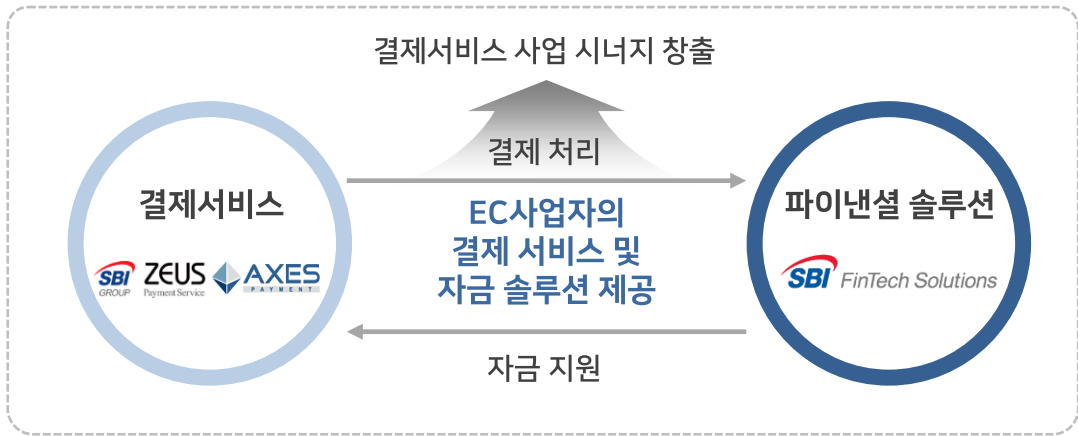 결제서비스 사업 시너지 창출
결제 처리
결제서비스
SBI
GROUP
ZEUS
Payment Service
AXES
PAYMENT
EC사업자의
결제 서비스 및
자금 솔루션 제공
파이낸셜 솔루션
SBI FinTech Solutions
자금 지원